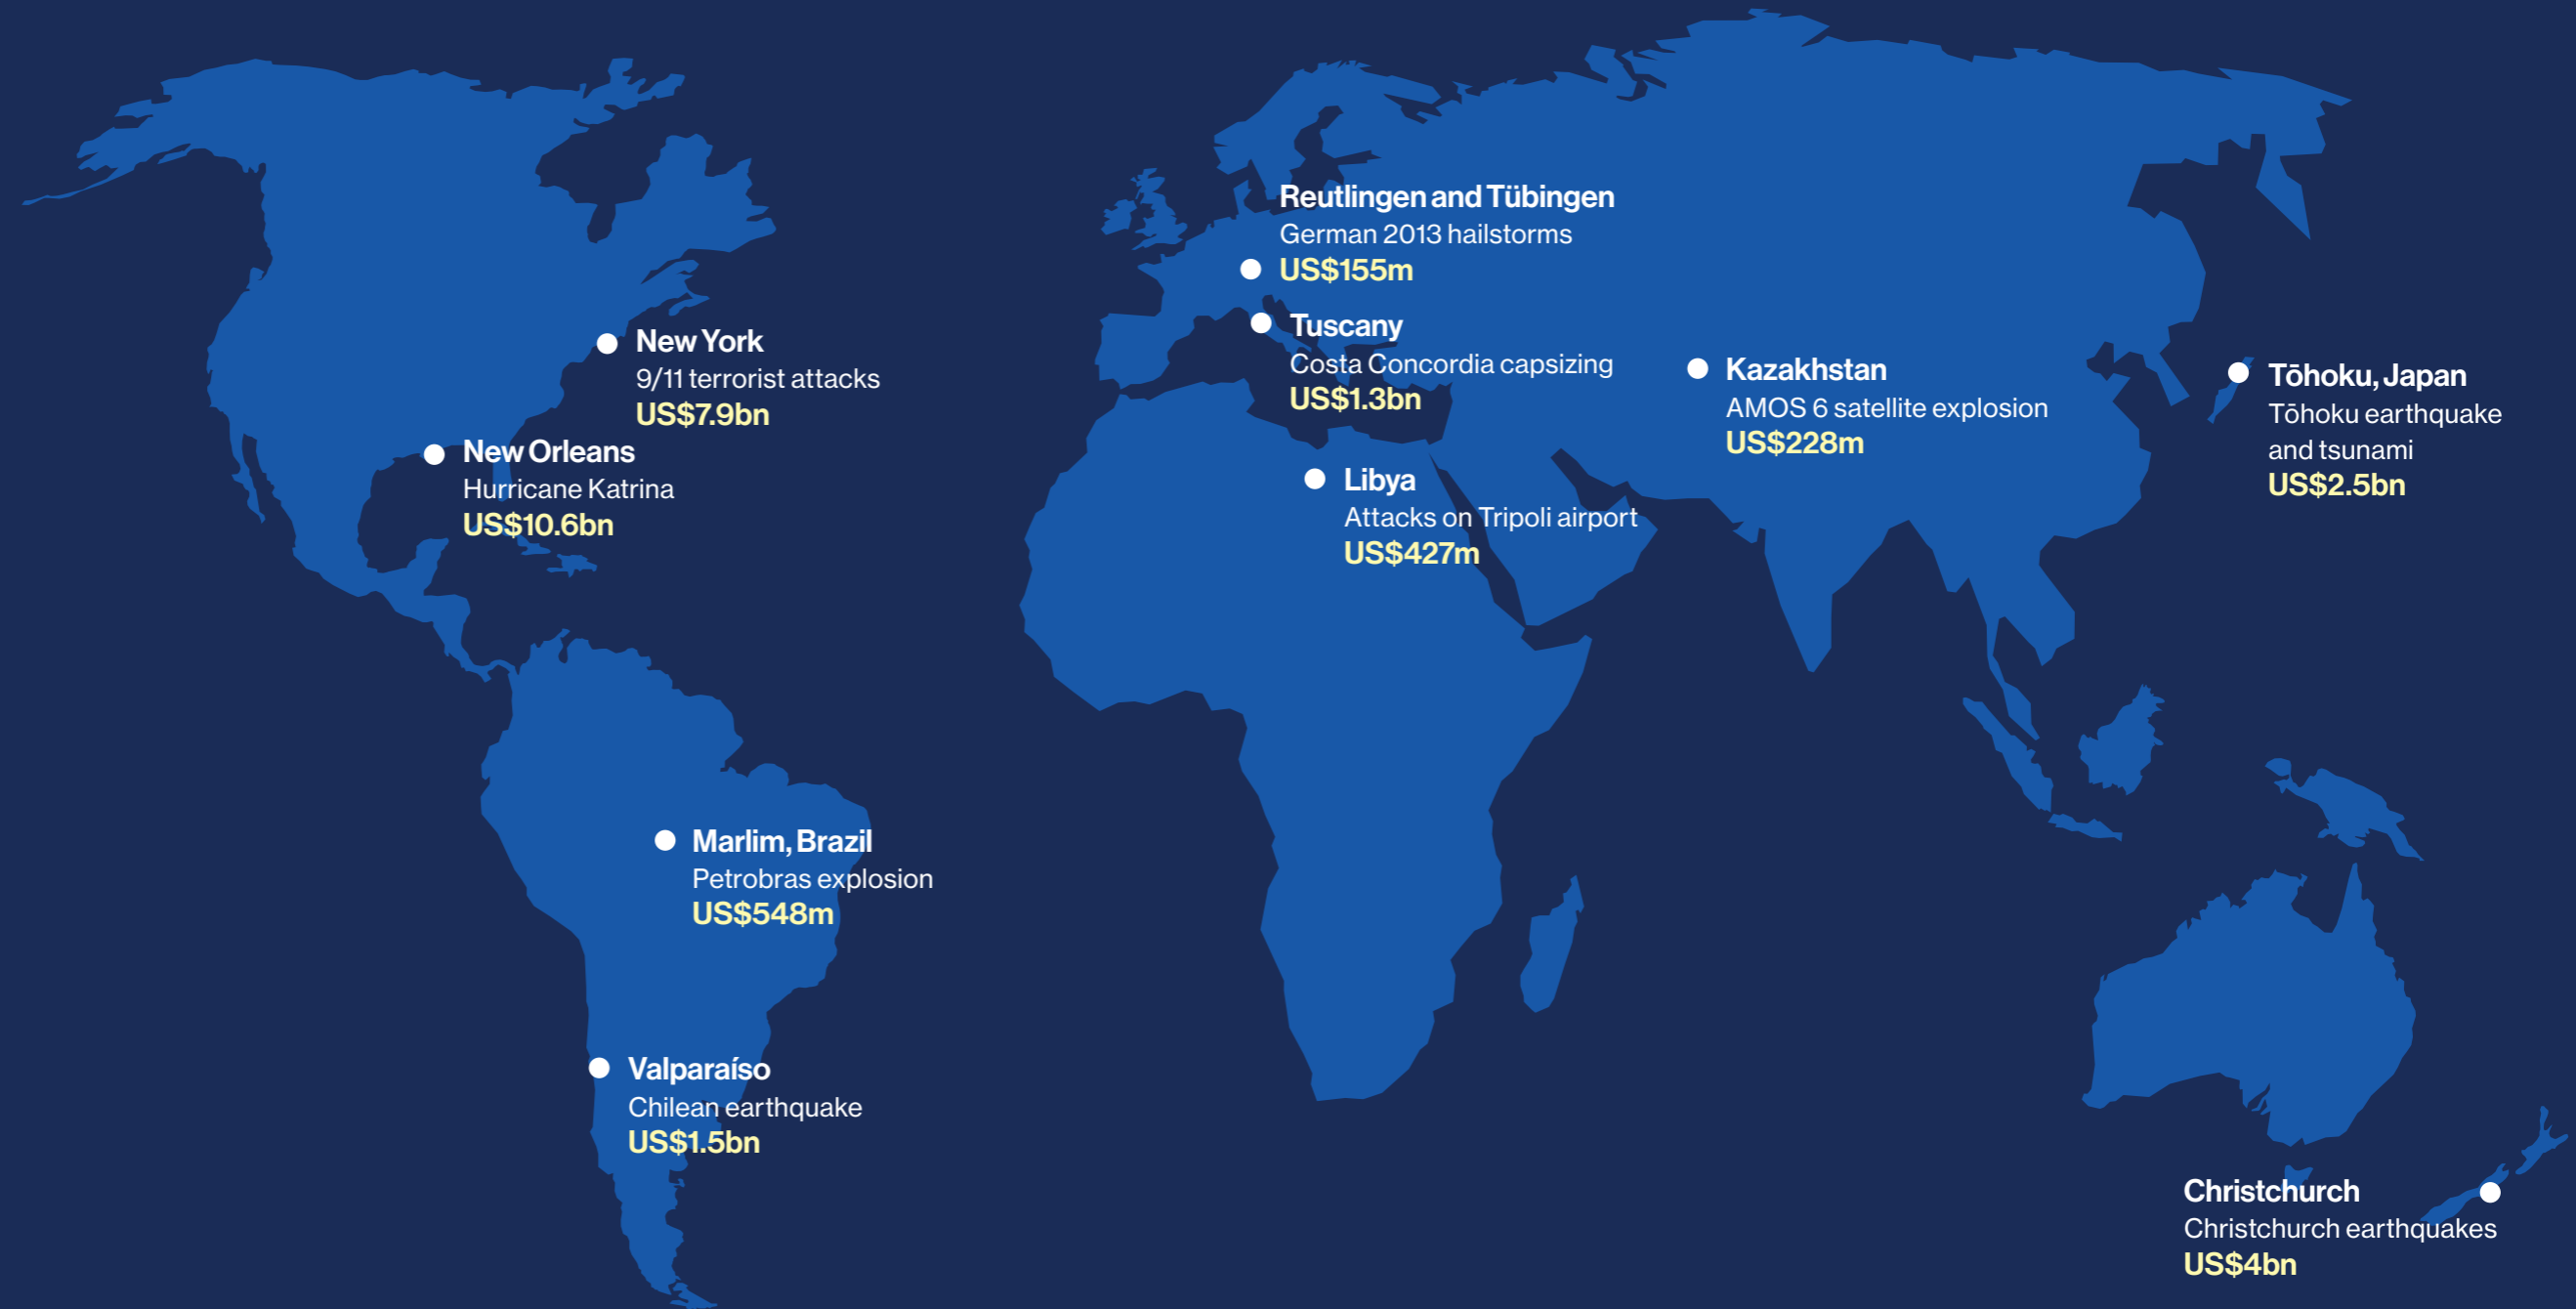 Reutlingen and Tübingen
German 2013 hailstorms
US$155m
New York
9/11 terrorist attacks
US$7.9bn
Tuscany
Costa Concordia capsizing
US$1.3bn
Kazakhstan
AMOS 6 satellite explosion
US$228m
Tōhoku, Japan
Tōhoku earthquake
and tsunami
US$2.5bn
New Orleans
Hurricane Katrina
US$10.6bn
Libya
Attacks on Tripoli airport
US$427m
Marlim, Brazil
Petrobras explosion
US$548m
Valparaíso
Chilean earthquake
US$1.5bn
Christchurch
Christchurch earthquakes
US$4bn